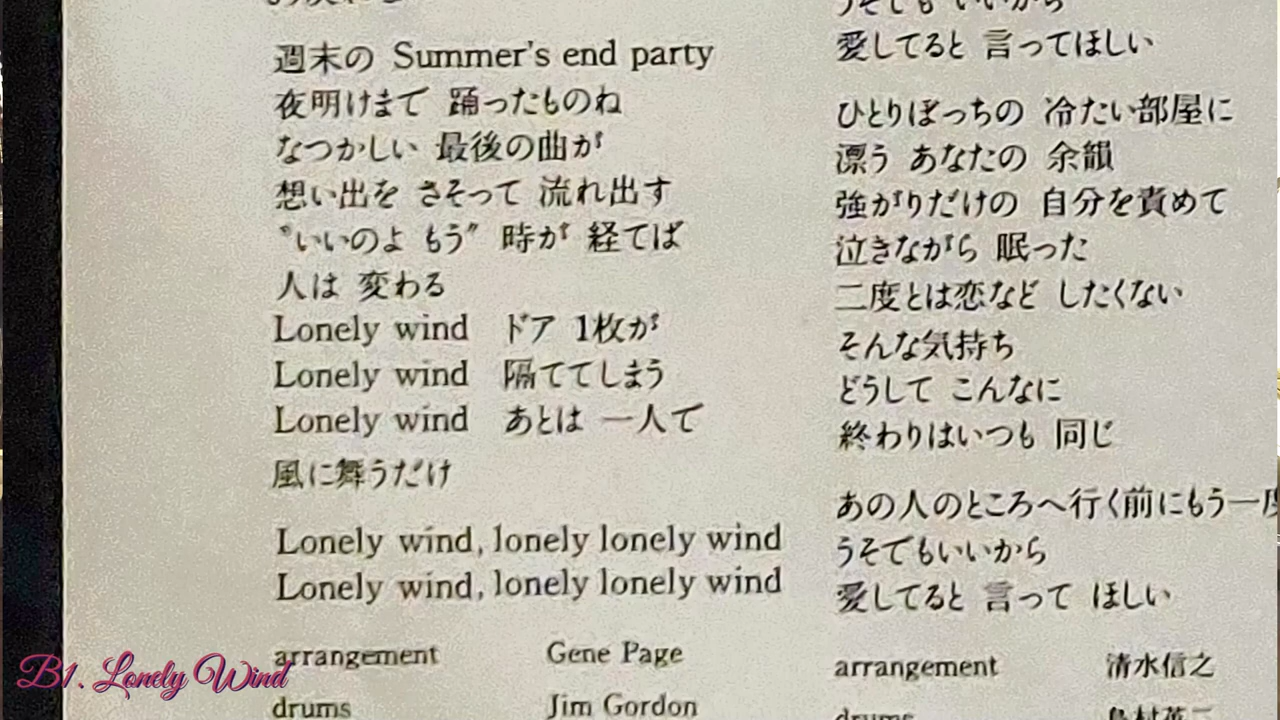 週末の Summer's end party
夜明けまで 踊ったものね
なつかしい 最後の曲が
想い出を さそって 流れ出す
"いいのよ もう" 時が 経てば
人は 変わる
Lonely wind ドア 1枚が
Lonely wind 隔ててしまう
Lonely wind あとは 一人で
風に舞うだけ
Lonely wind, lonely lonely wind
Lonely wind, lonely lonely wind
arrangement Gene Page
drums Jim Gordon
うそでも いいから
愛してると 言ってほしい
ひとりぼっちの 冷たい部屋に
漂う あなたの 余韻
強がりだけの 自分を責めて
泣きながら 眠った
二度とは恋など したくない
そんな気持ち
どうして こんなに
終わりはいつも 同じ
あの人のところへ行く前にもう一度
うそでもいいから
愛してると 言って ほしい
arrangement 清水信之
drums
B1. Lonely Wind